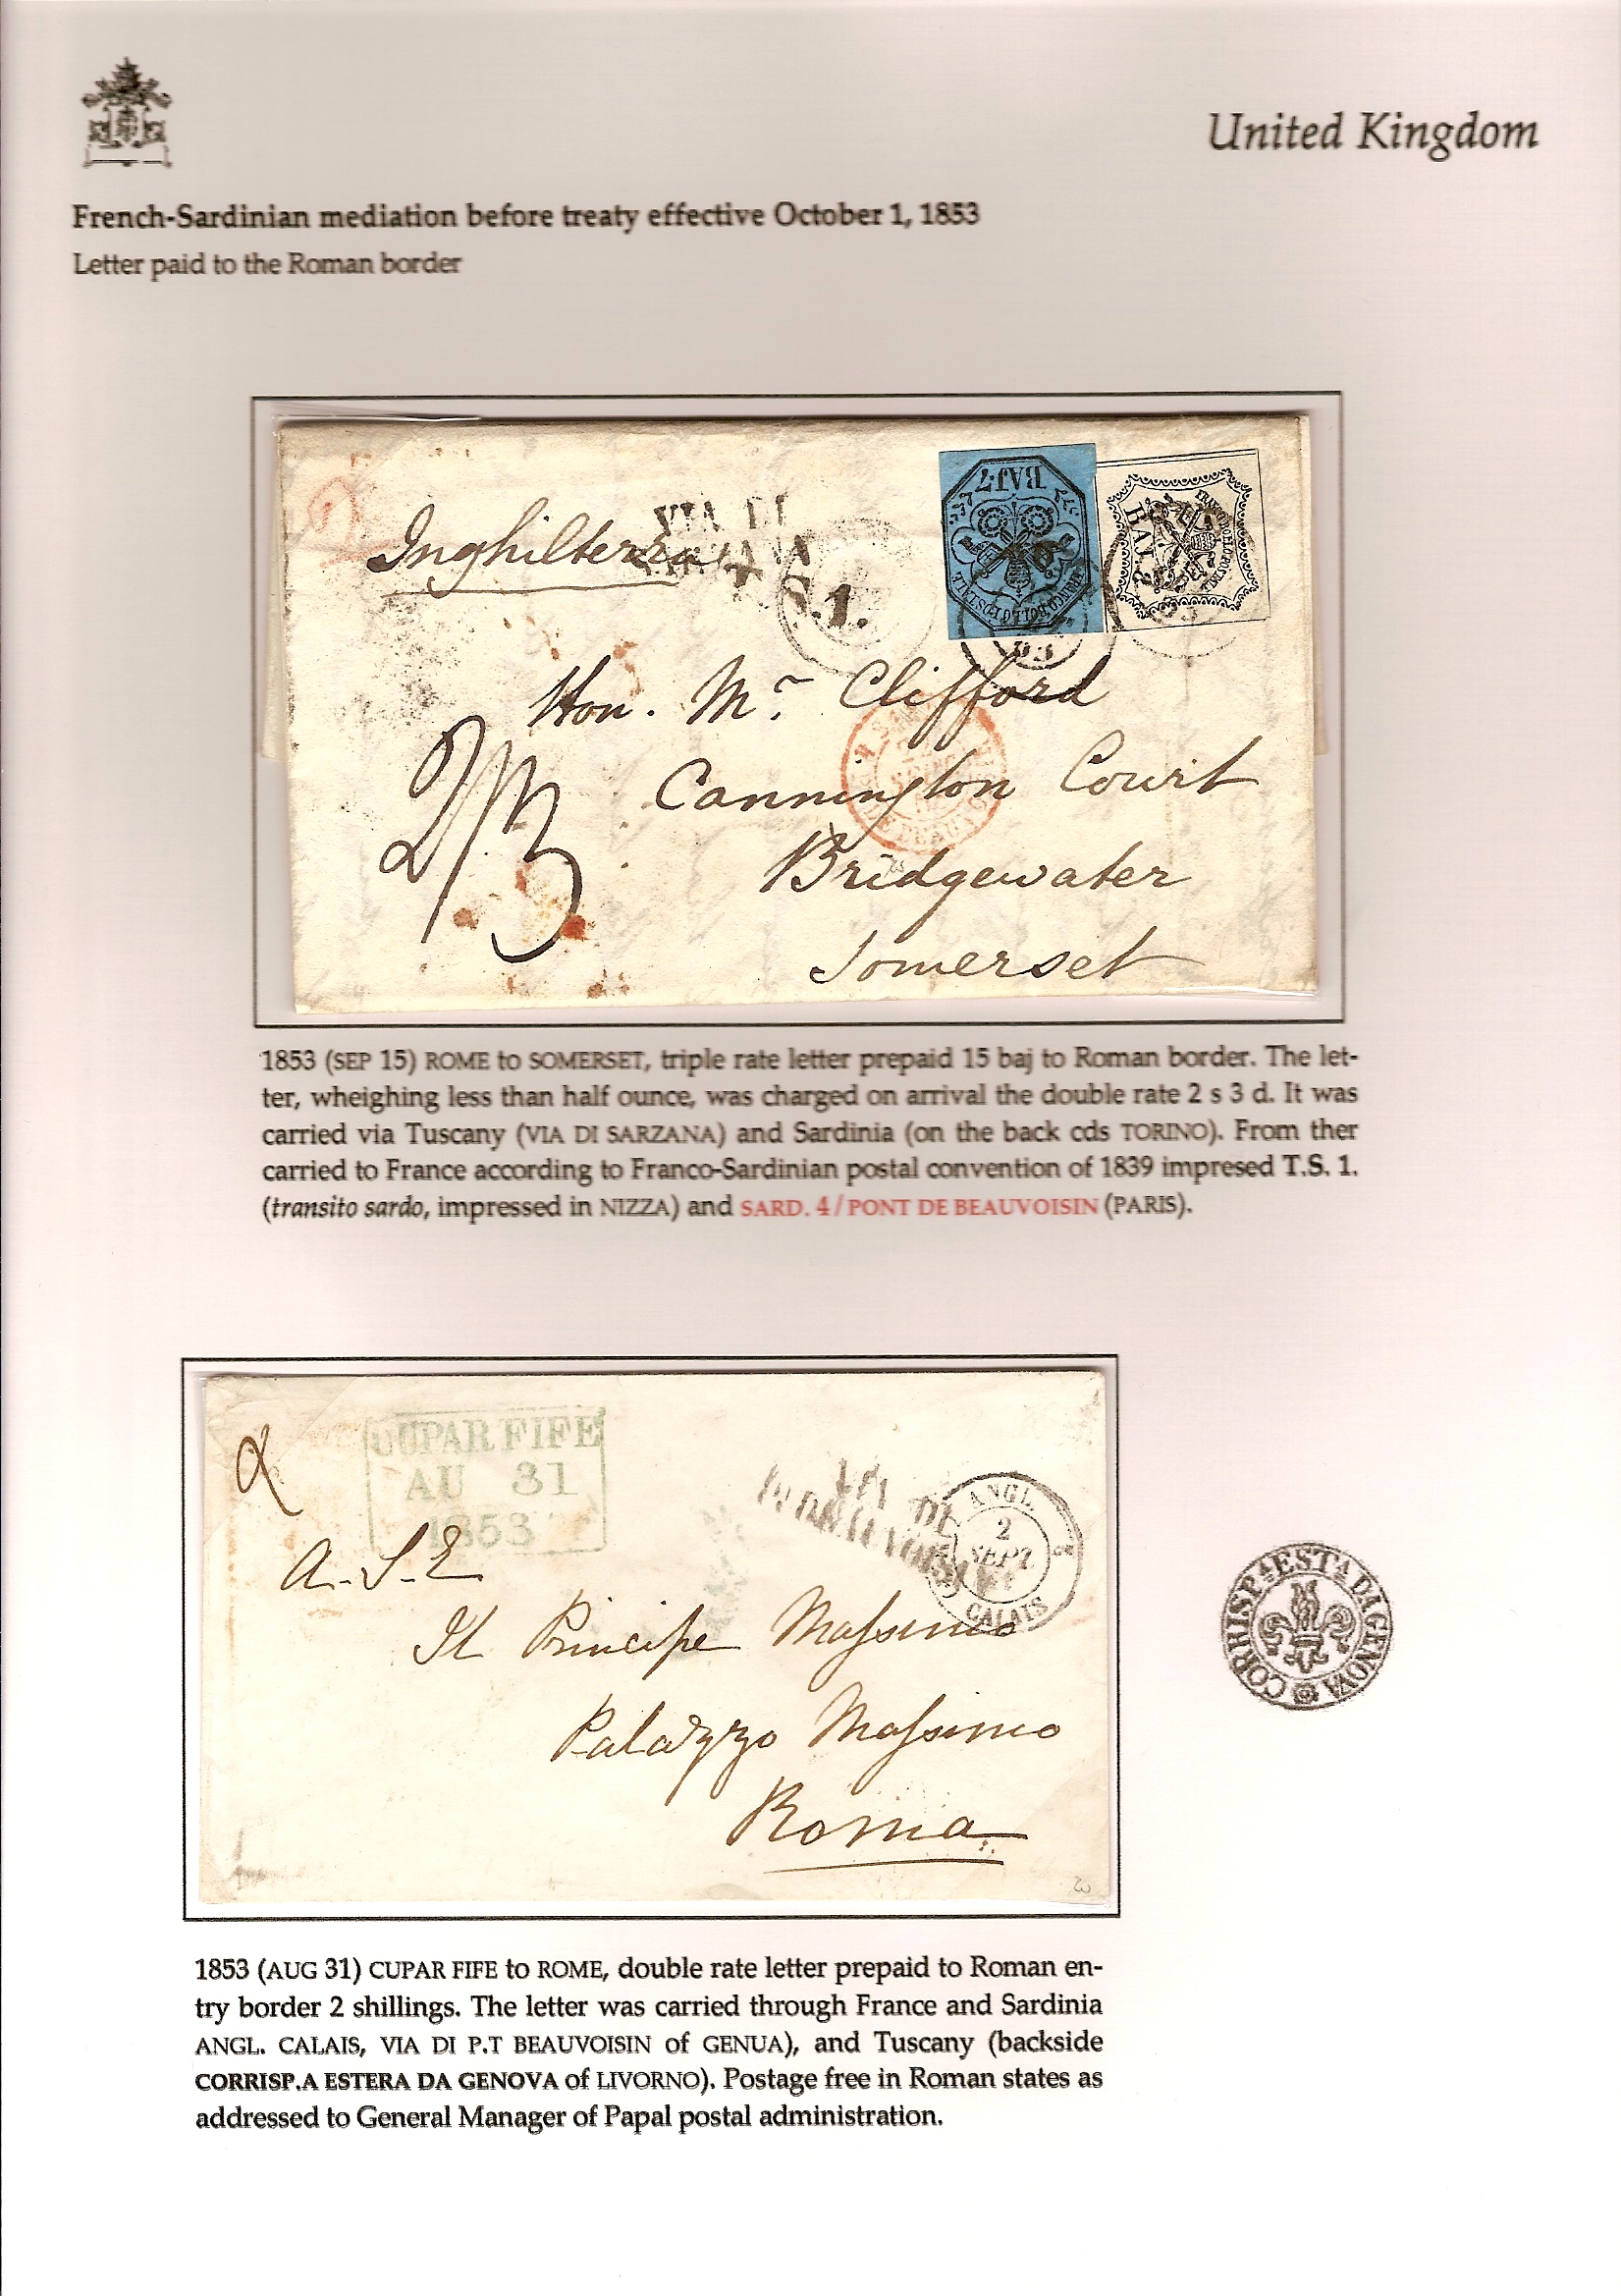 United Kingdom
French-Sardinian mediation before treaty effective October 1, 1853
Letter paid to the Roman border
Inghilterra
VIA DI
BAJ·7
BAJ
.1.
53
Hon. Mr. Clifford
2/3
Cannington Court
Bridgewater
Somerset
1853 (SEP 15) ROME to SOMERSET, triple rate letter prepaid 15 baj to Roman border. The let-
ter, wheighing less than half ounce, was charged on arrival the double rate 2 s 3 d. It was
carried via Tuscany (VIA DI SARZANA) and Sardinia (on the back cds TORINO). From ther
carried to France according to Franco-Sardinian postal convention of 1839 impresed T.S. 1.
(transito sardo, impressed in NIZZA) and SARD. 4/PONT DE BEAUVOISIN (PARIS).
CUPAR FIFE
AU 31
1853
2
VIA DI
ANGL.
2
SEPT
CALAIS
A. S. E.
Il Principe Massimo
Palazzo Massimo
Roma
CORRISPA ESTA DA GENOVA
1853 (AUG 31) CUPAR FIFE to ROME, double rate letter prepaid to Roman en-
try border 2 shillings. The letter was carried through France and Sardinia
ANGL. CALAIS, VIA DI P.T BEAUVOISIN of GENUA), and Tuscany (backside
CORRISP.A ESTERA DA GENOVA of LIVORNO). Postage free in Roman states as
addressed to General Manager of Papal postal administration.